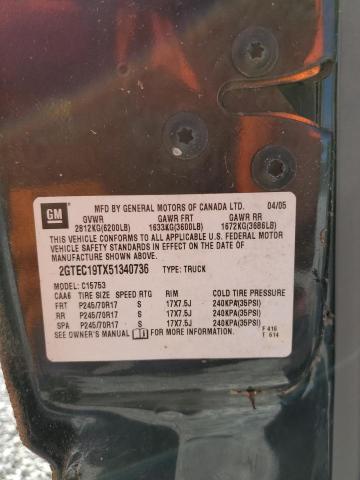 GM MFD BY GENERAL MOTORS OF CANADA LTD. 04/05
GVWR GAWR FRT GAWR RR
2812KG(6200LB) 1633KG(3600LB) 1672KG(3686LB)
THIS VEHICLE CONFORMS TO ALL APPLICABLE U.S. FEDERAL MOTOR
VEHICLE SAFETY STANDARDS IN EFFECT ON THE DATE OF
MANUFACTURE SHOWN ABOVE.
2GTEC19TX51340736 TYPE: TRUCK
MODEL: C15753
CAA6 TIRE SIZE SPEED RTG RIM COLD TIRE PRESSURE
FRT P245/70R17 S 17X7.5J 240KPA(35PSI)
RR P245/70R17 S 17X7.5J 240KPA(35PSI)
SPA P245/70R17 S 17X7.5J 240KPA(35PSI)
SEE OWNER'S MANUAL FOR MORE INFORMATION. F 416
T 614